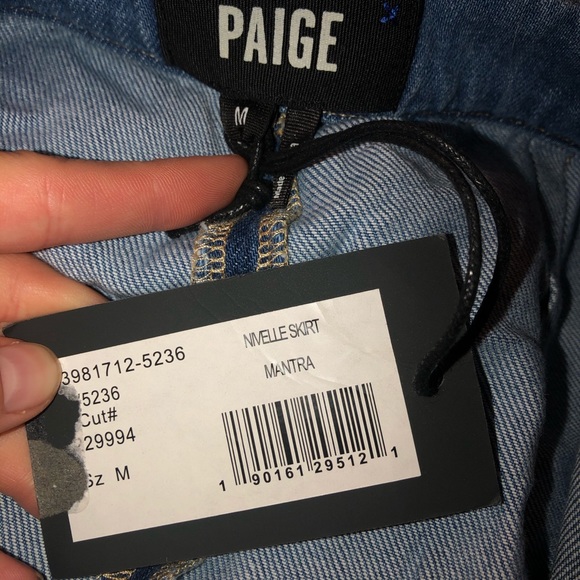 PAIGE
M
3981712-5236
5236
Cut#
29994
Sz M
NIVELLE SKIRT
MANTRA
1 90161 29512 1